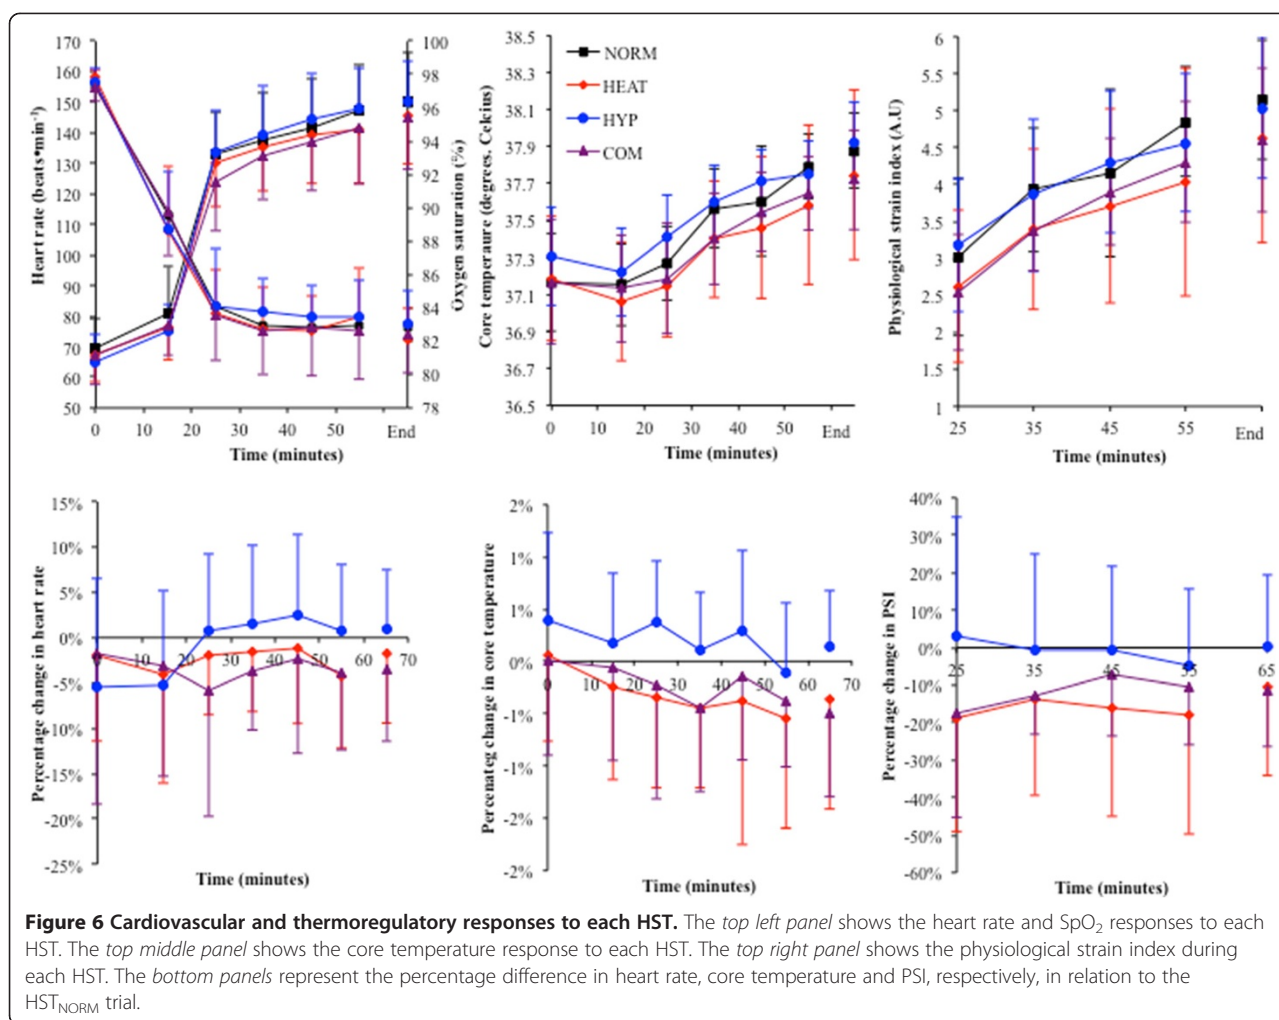 170
160
150
140
130
120
110
100
90
80
70
60
50
Heart rate (beats•min⁻¹)
100
98
96
94
92
90
88
86
84
82
80
78
Oxygen saturation (%)
0 10 20 30 40 50 End
Time (minutes)
38.5
38.3
38.1
37.9
37.7
37.5
37.3
37.1
36.9
36.7
36.5
Core temperaure (degrees. Celcius)
NORM
HEAT
HYP
COM
0 10 20 30 40 50 End
Time (minutes)
6
5.5
5
4.5
4
3.5
3
2.5
2
1.5
1
Physiological strain index (A.U)
25 35 45 55 End
Time (minutes)
15%
10%
5%
0%
-5%
-10%
-15%
-20%
-25%
Percentage change in heart rate
0 10 20 30 40 50 60 70
Time (minutes)
2%
1%
1%
0%
-1%
-1%
-2%
-2%
Percenateg change in core temperature
0 10 20 30 40 50 60 70
Time (minutes)
40%
30%
20%
10%
0%
-10%
-20%
-30%
-40%
-50%
-60%
Percentage change in PSI
25 35 45 55 65
Time (minutes)
Figure 6 Cardiovascular and thermoregulatory responses to each HST. The top left panel shows the heart rate and SpO₂ responses to each
HST. The top middle panel shows the core temperature response to each HST. The top right panel shows the physiological strain index during
each HST. The bottom panels represent the percentage difference in heart rate, core temperature and PSI, respectively, in relation to the
HST_NORM trial.